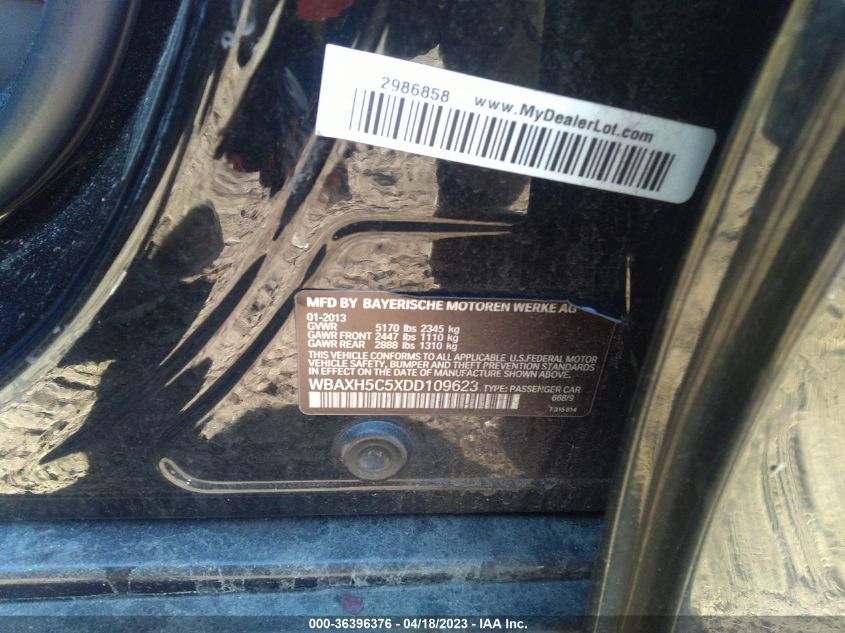 2986858 www.MyDealerLot.com
MFD BY BAYERISCHE MOTOREN WERKE AG
01-2013
GVWR 5170 lbs 2345 kg
GAWR FRONT 2447 lbs 1110 kg
GAWR REAR 2888 lbs 1310 kg
THIS VEHICLE CONFORMS TO ALL APPLICABLE U.S.FEDERAL MOTOR
VEHICLE SAFETY, BUMPER, AND THEFT PREVENTION STANDARDS
IN EFFECT ON THE DATE OF MANUFACTURE SHOWN ABOVE.
WBAXH5C5XDD109623 TYPE: PASSENGER CAR
668/9
7 315 814
000-36396376 - 04/18/2023 - IAA Inc.